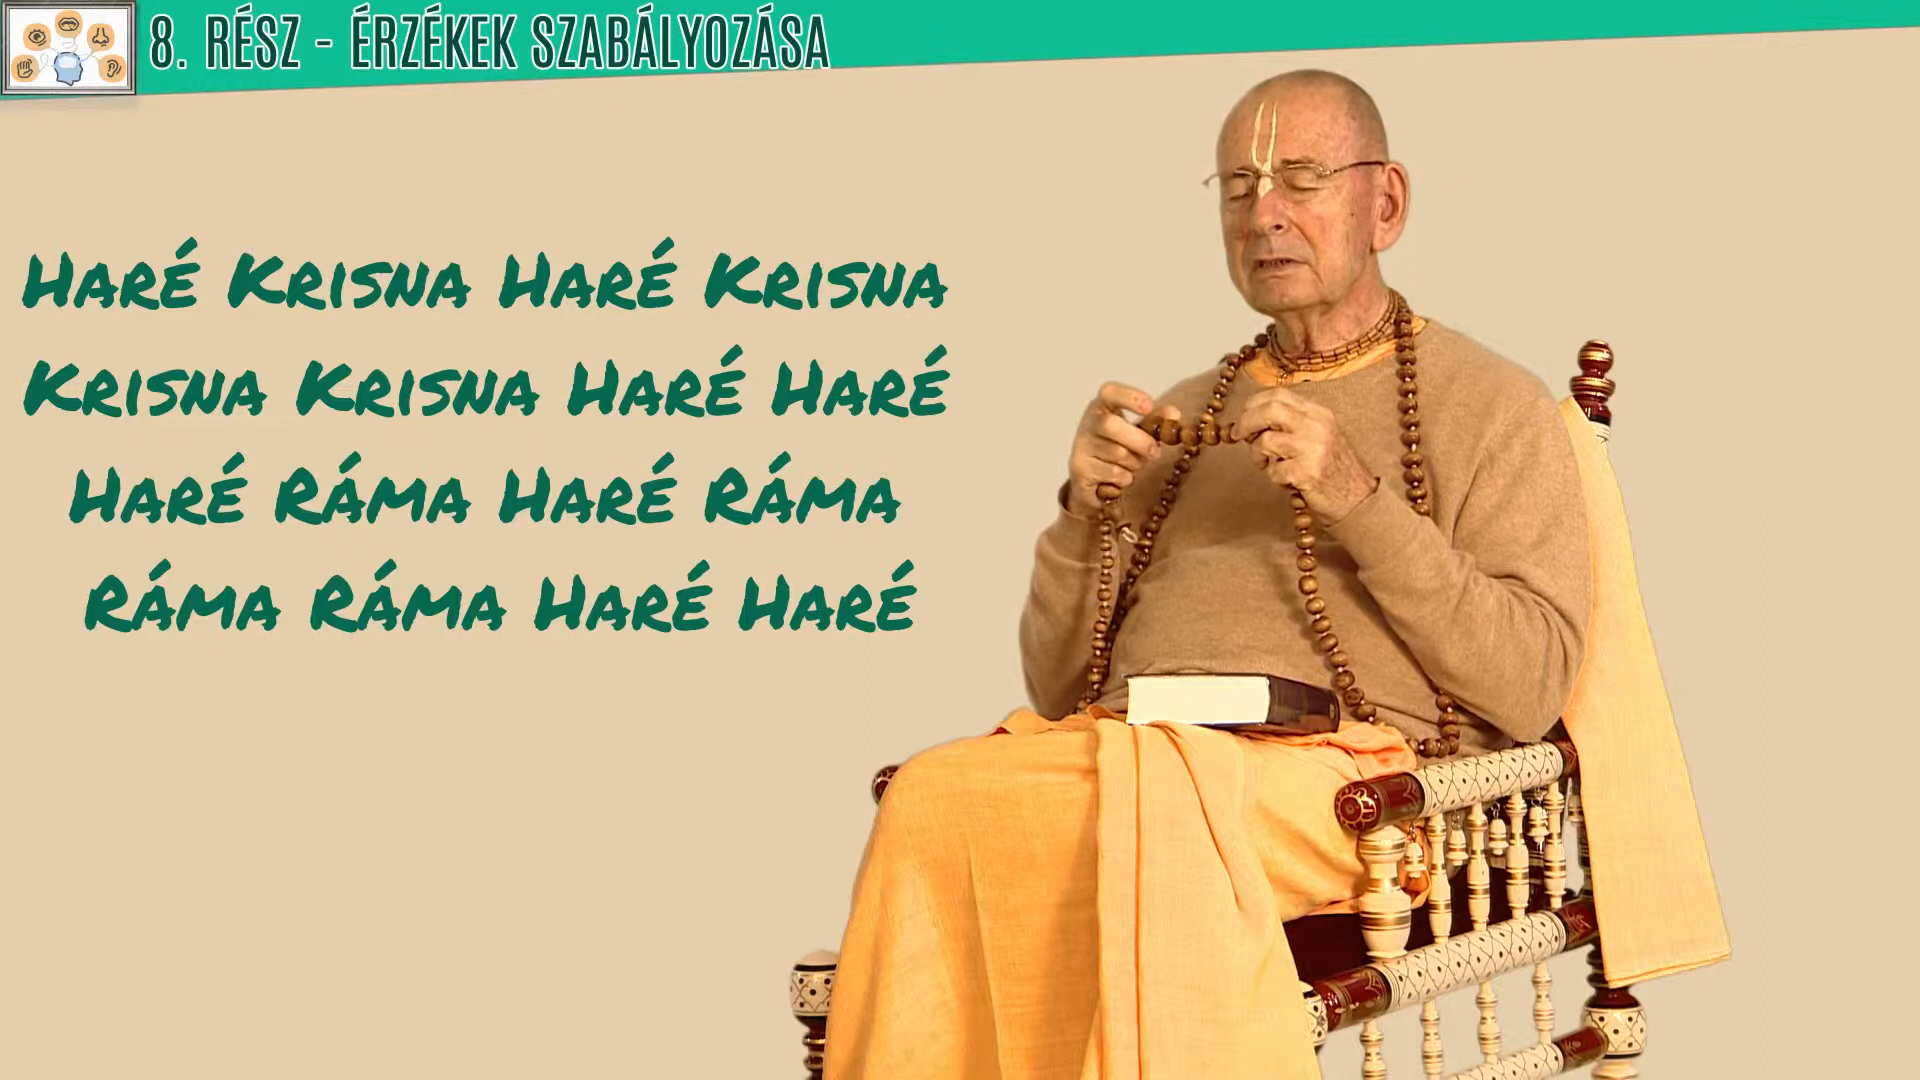 8. RÉSZ - ÉRZÉKEK SZABÁLYOZÁSA
HARÉ KRISNA HARÉ KRISNA
KRISNA KRISNA HARÉ HARÉ
HARÉ RÁMA HARÉ RÁMA
RÁMA RÁMA HARÉ HARÉ